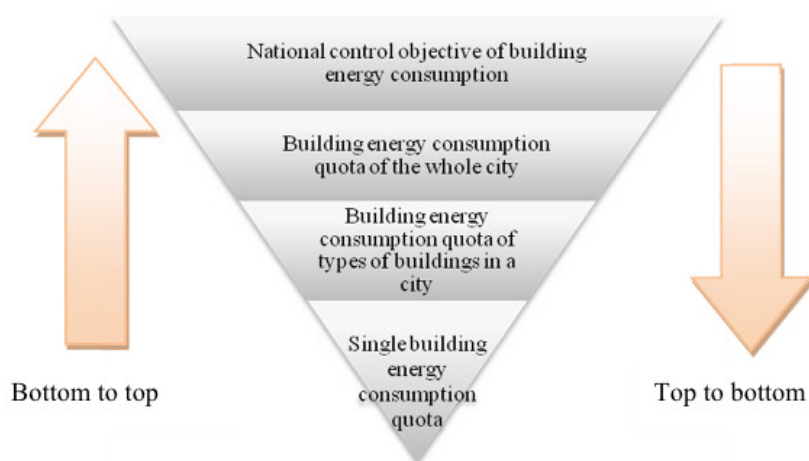 National control objective of building
energy consumption
Building energy consumption
quota of the whole city
Building energy
consumption quota of
types of buildings in a
city
Single building
energy
consumption
quota
Bottom to top
Top to bottom